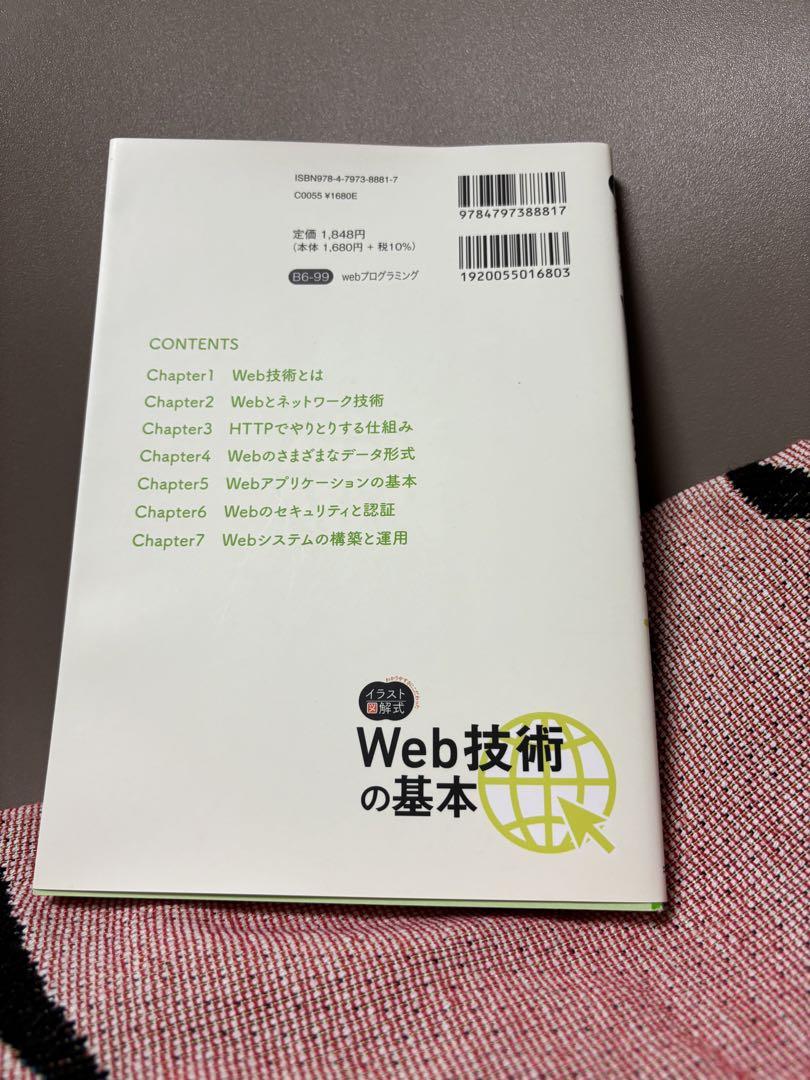 ISBN978-4-7973-8881-7
C0055 ¥1680E
9784797388817
定価 1,848円
(本体 1,680円 + 税10%)
1920055016803
B6-99 webプログラミング
CONTENTS
Chapter1 Web技術とは
Chapter2 Webとネットワーク技術
Chapter3 HTTPでやりとりする仕組み
Chapter4 Webのさまざまなデータ形式
Chapter5 Webアプリケーションの基本
Chapter6 Webのセキュリティと認証
Chapter7 Webシステムの構築と運用
イラスト
図解式
Web技術
の基本